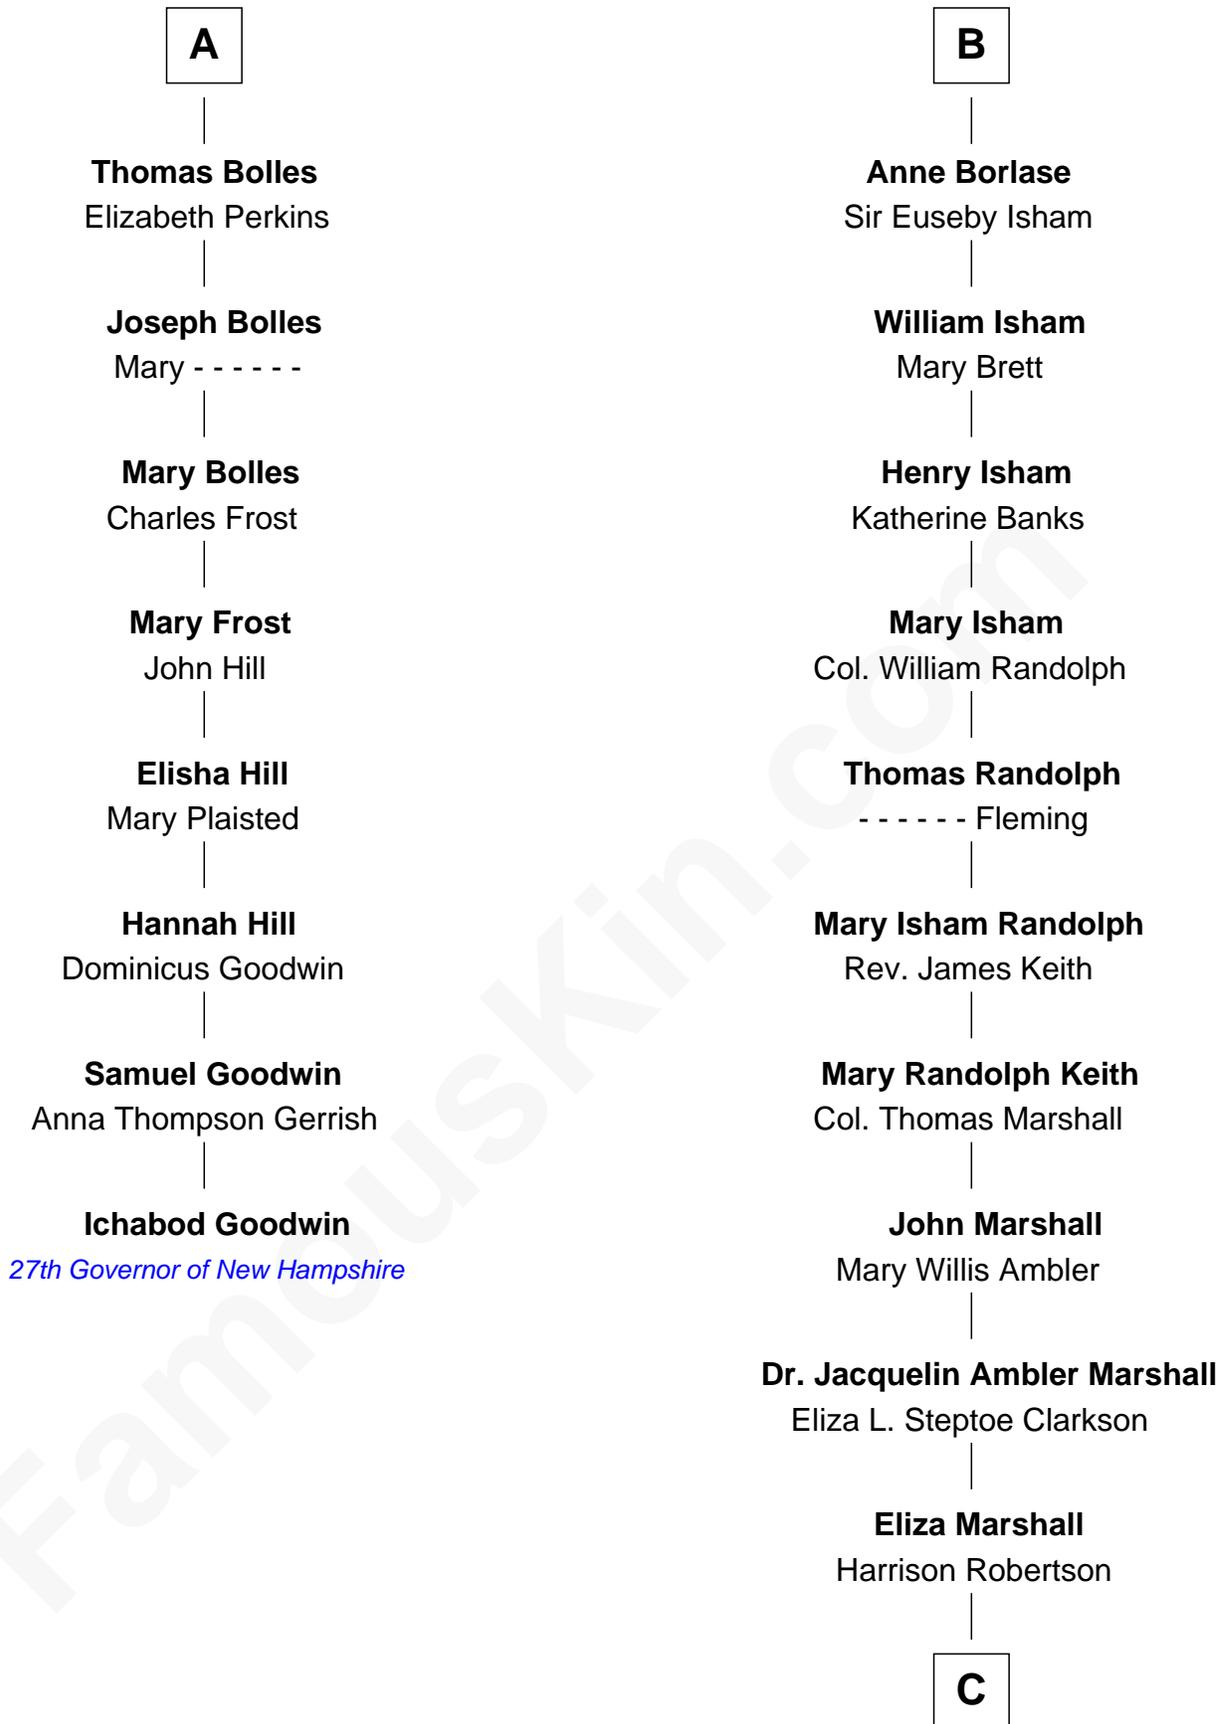 A
Thomas Bolles
Elizabeth Perkins
Joseph Bolles
Mary - - - - - -
Mary Bolles
Charles Frost
Mary Frost
John Hill
Elisha Hill
Mary Plaisted
Hannah Hill
Dominicus Goodwin
Samuel Goodwin
Anna Thompson Gerrish
Ichabod Goodwin
27th Governor of New Hampshire
B
Anne Borlase
Sir Euseby Isham
William Isham
Mary Brett
Henry Isham
Katherine Banks
Mary Isham
Col. William Randolph
Thomas Randolph
- - - - - - Fleming
Mary Isham Randolph
Rev. James Keith
Mary Randolph Keith
Col. Thomas Marshall
John Marshall
Mary Willis Ambler
Dr. Jacquelin Ambler Marshall
Eliza L. Steptoe Clarkson
Eliza Marshall
Harrison Robertson
C
FamousKin.com